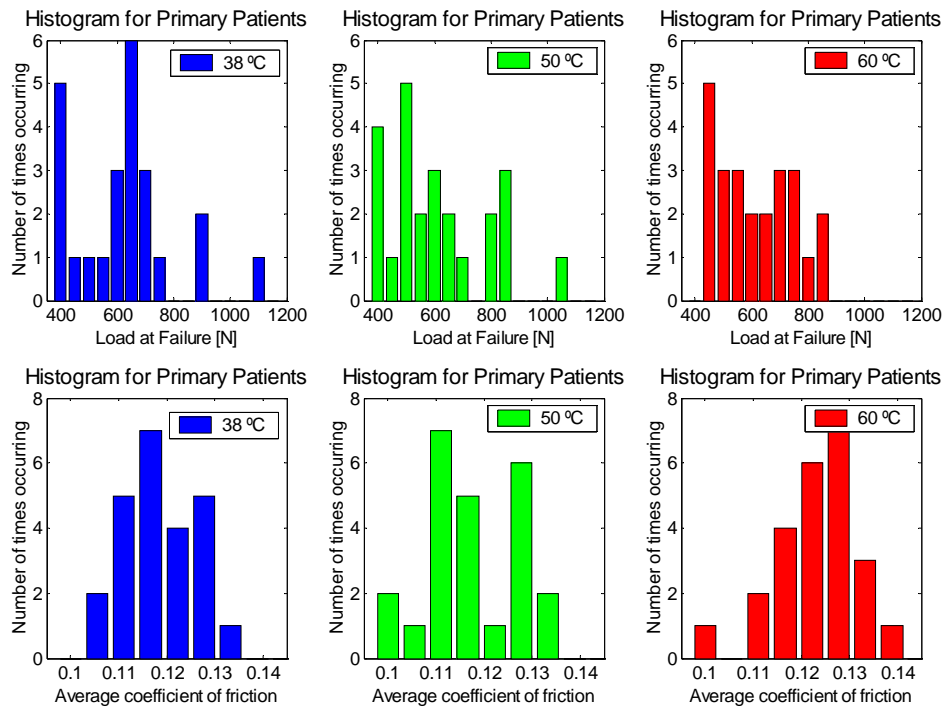 Histogram for Primary Patients
Number of times occurring
6
5
4
3
2
1
0
38 ºC
400 600 800 1000 1200
Load at Failure [N]
Histogram for Primary Patients
Number of times occurring
6
5
4
3
2
1
0
50 ºC
400 600 800 1000 1200
Load at Failure [N]
Histogram for Primary Patients
Number of times occurring
6
5
4
3
2
1
0
60 ºC
400 600 800 1000 1200
Load at Failure [N]
Histogram for Primary Patients
Number of times occurring
8
6
4
2
0
38 ºC
0.1 0.11 0.12 0.13 0.14
Average coefficient of friction
Histogram for Primary Patients
Number of times occurring
8
6
4
2
0
50 ºC
0.1 0.11 0.12 0.13 0.14
Average coefficient of friction
Histogram for Primary Patients
Number of times occurring
8
6
4
2
0
60 ºC
0.1 0.11 0.12 0.13 0.14
Average coefficient of friction